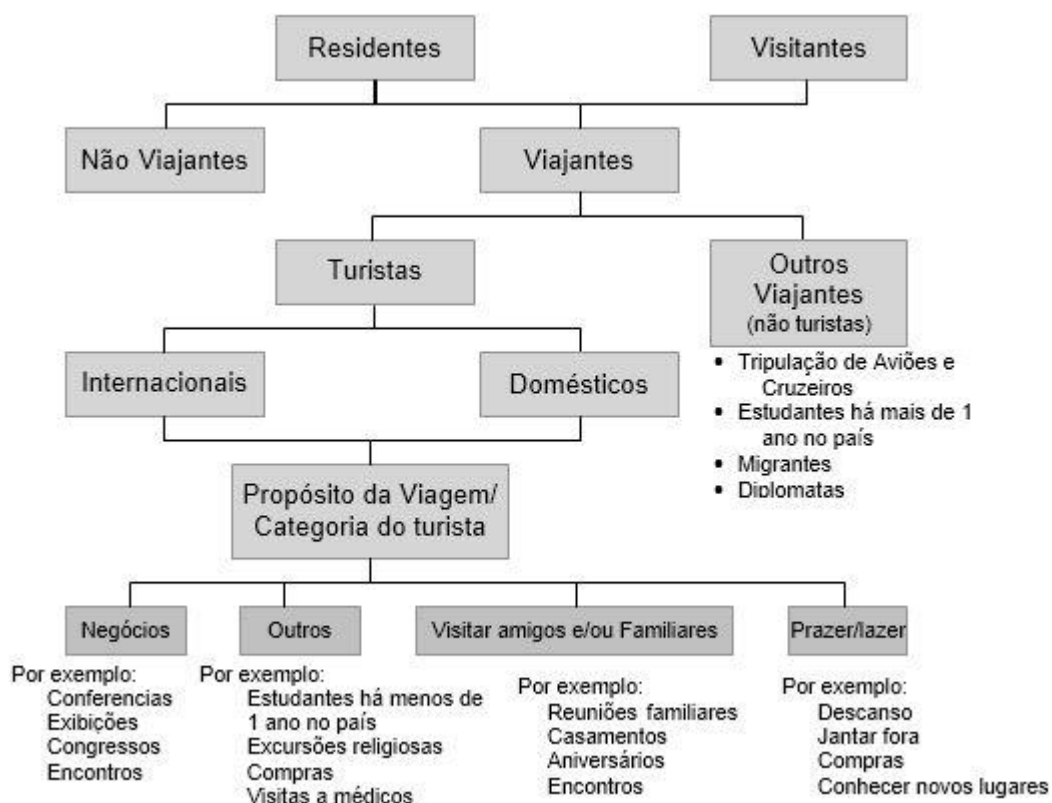 Residentes
Visitantes
Não Viajantes
Viajantes
Turistas
Outros
Viajantes
(não turistas)
Internacionais
Domésticos
• Tripulação de Aviões e
Cruzeiros
• Estudantes há mais de 1
ano no país
• Migrantes
• Diplomatas
Propósito da Viagem/
Categoria do turista
Negócios
Outros
Visitar amigos e/ou Familiares
Prazer/lazer
Por exemplo:
Conferencias
Exibições
Congressos
Encontros
Por exemplo:
Estudantes há menos de
1 ano no país
Excursões religiosas
Compras
Visitas a médicos
Por exemplo:
Reuniões familiares
Casamentos
Aniversários
Encontros
Por exemplo:
Descanso
Jantar fora
Compras
Conhecer novos lugares